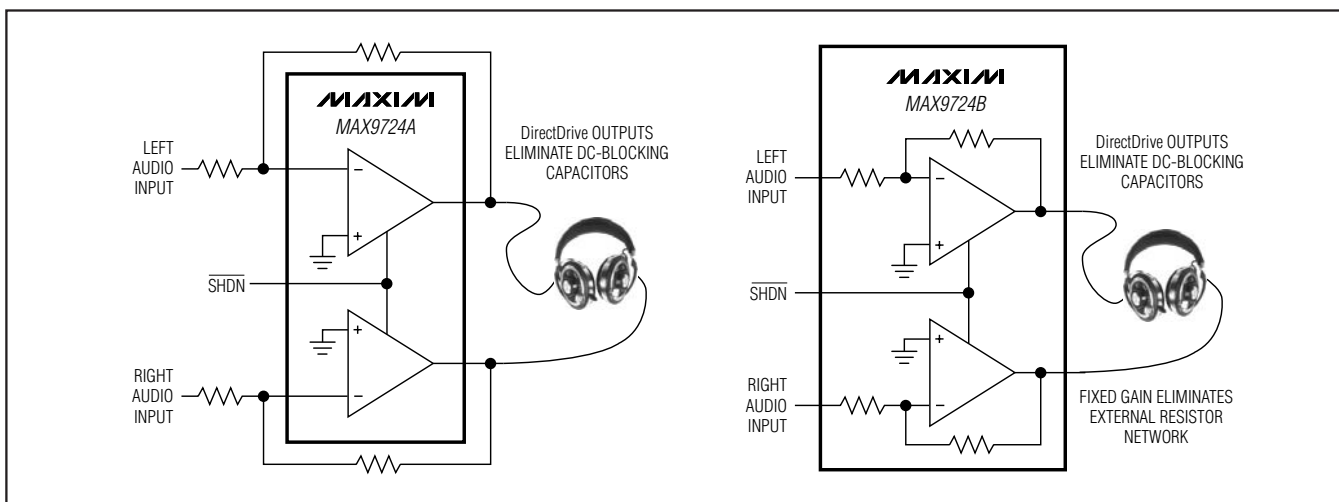 MAXIM
MAX9724A
LEFT
AUDIO
INPUT
−
+
SHDN
+
−
RIGHT
AUDIO
INPUT
DirectDrive OUTPUTS
ELIMINATE DC-BLOCKING
CAPACITORS
MAXIM
MAX9724B
LEFT
AUDIO
INPUT
−
+
SHDN
+
−
RIGHT
AUDIO
INPUT
DirectDrive OUTPUTS
ELIMINATE DC-BLOCKING
CAPACITORS
FIXED GAIN ELIMINATES
EXTERNAL RESISTOR
NETWORK